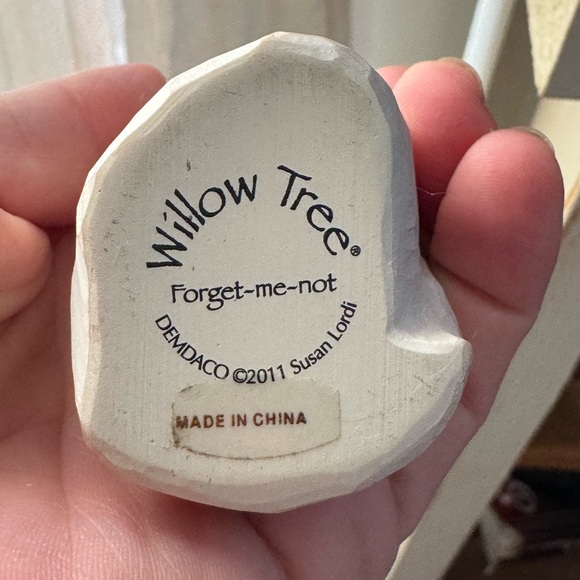 Willow Tree®
Forget-me-not
DEMDACO ©2011 Susan Lordi
MADE IN CHINA